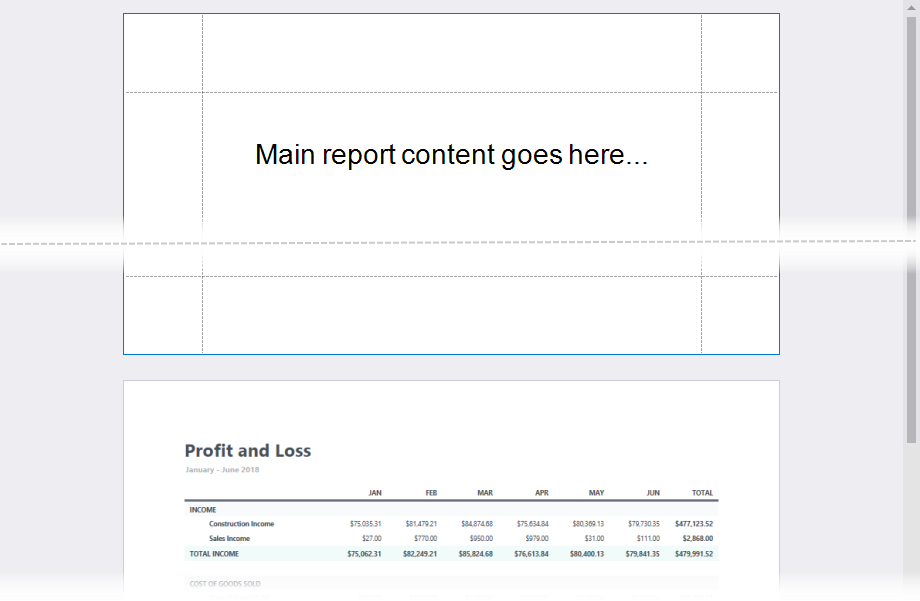 Main report content goes here...
Profit and Loss
January - June 2018
JAN FEB MAR APR MAY JUN TOTAL
INCOME
Construction Income $75,035.31 $81,479.21 $84,874.68 $75,634.84 $80,369.13 $79,730.35 $477,123.52
Sales Income $27.00 $770.00 $950.00 $979.00 $31.00 $111.00 $2,868.00
TOTAL INCOME $75,062.31 $82,249.21 $85,824.68 $76,613.84 $80,400.13 $79,841.35 $479,991.52
COST OF GOODS SOLD